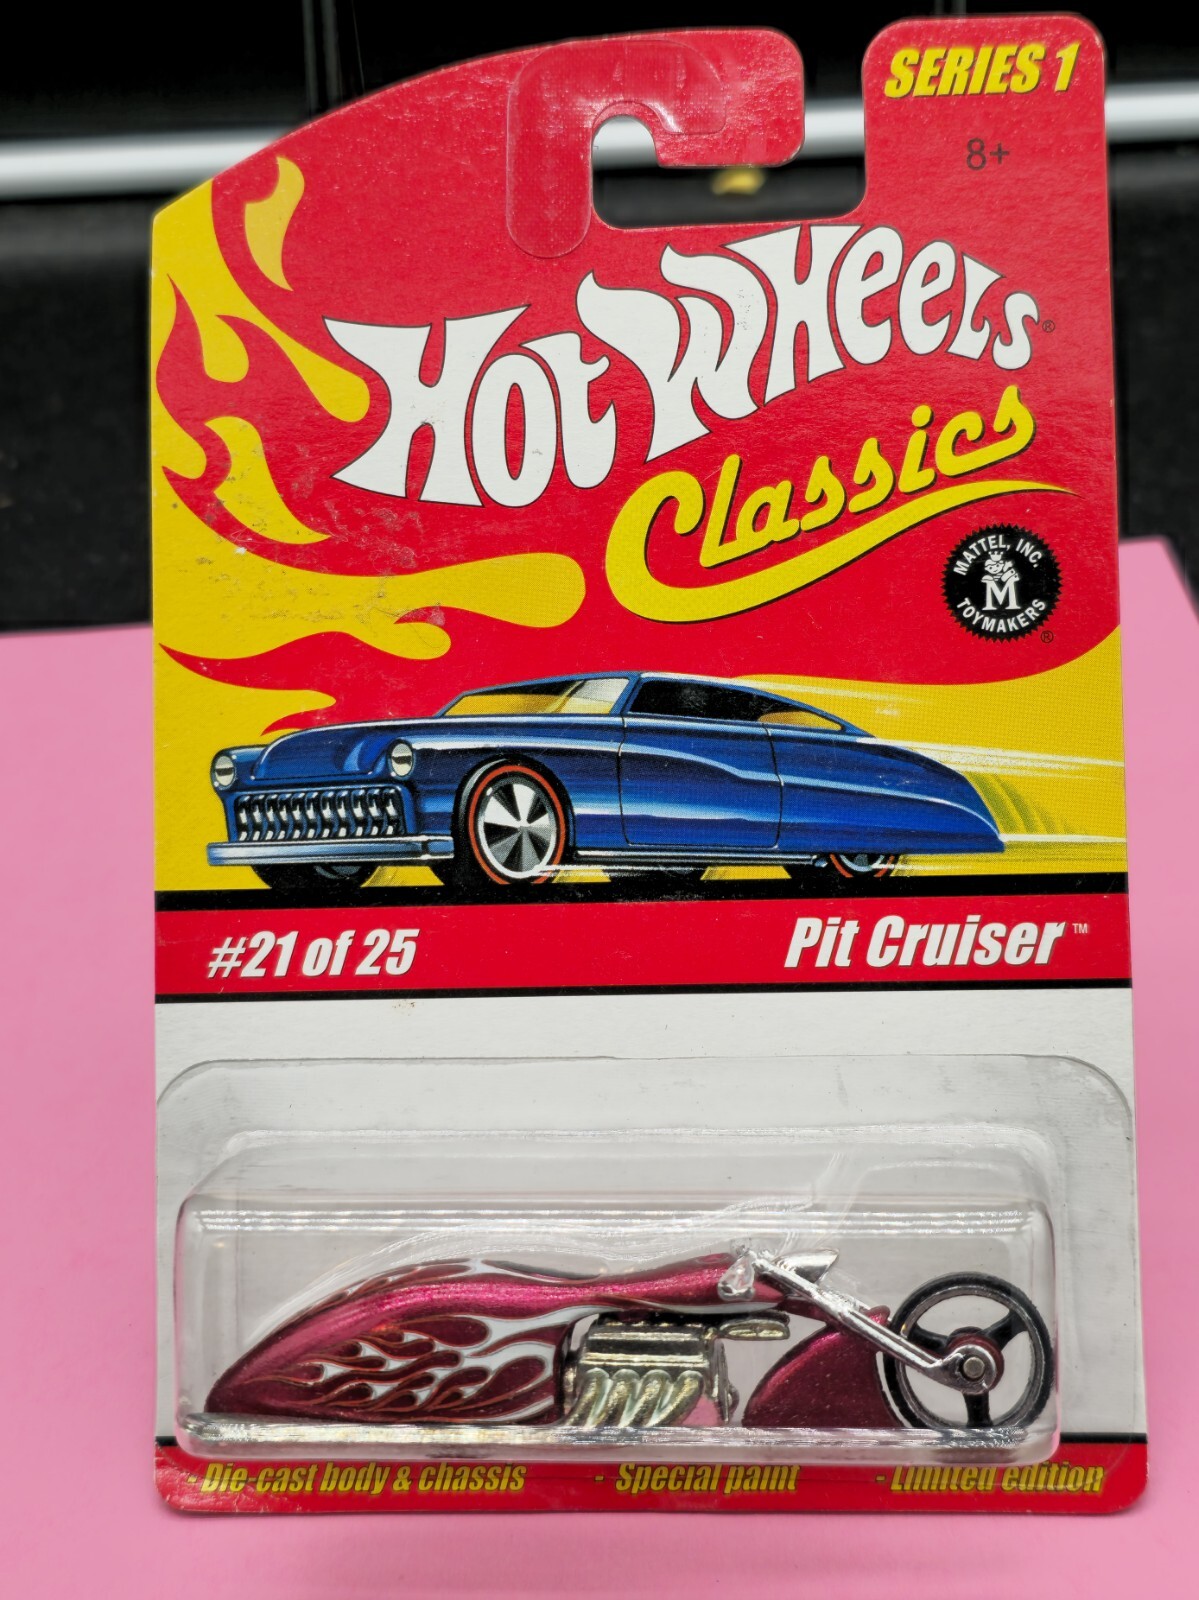 SERIES 1
8+
Hot Wheels®
Classics
MATTEL, INC.
M
TOYMAKERS
®
#21 of 25
Pit Cruiser™
- Die-cast body & chassis - Special paint - Limited edition